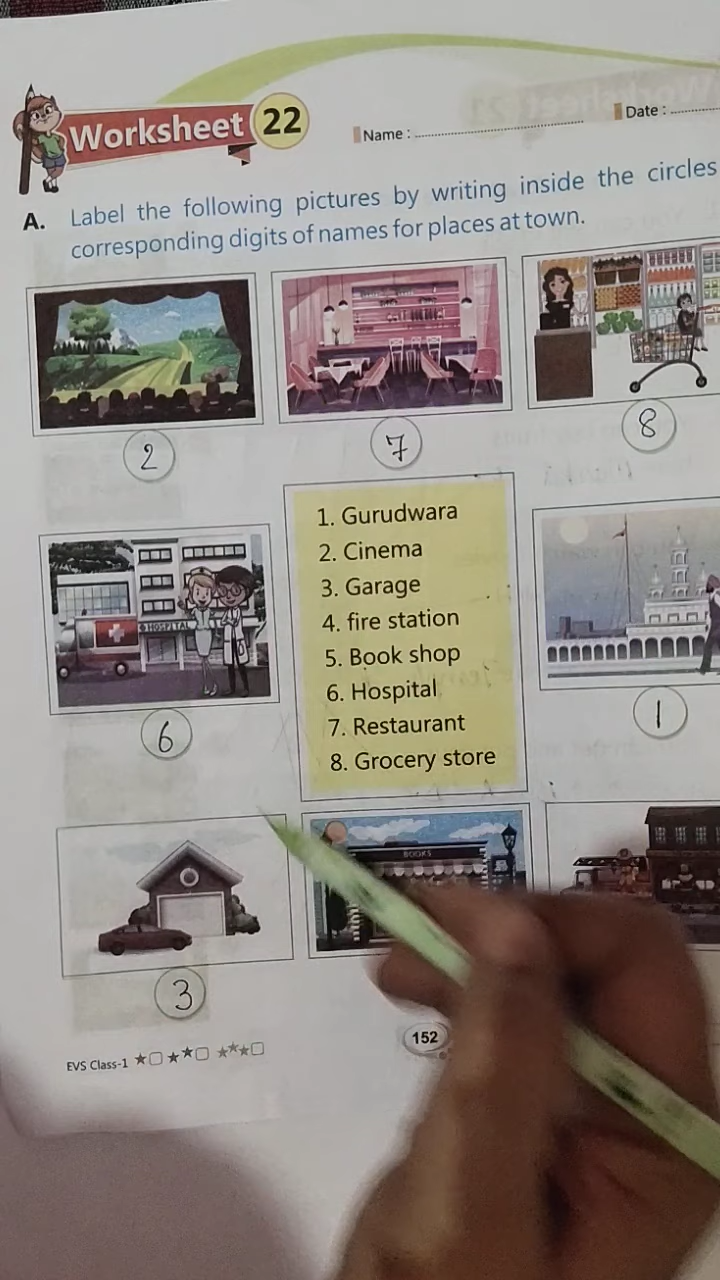 Worksheet 22
Name :
Date :
A. Label the following pictures by writing inside the circles
corresponding digits of names for places at town.
2
7
8
1. Gurudwara
2. Cinema
3. Garage
4. fire station
5. Book shop
6. Hospital
7. Restaurant
8. Grocery store
HOSPITAL
6
1
BOOKS
3
152
EVS Class-1